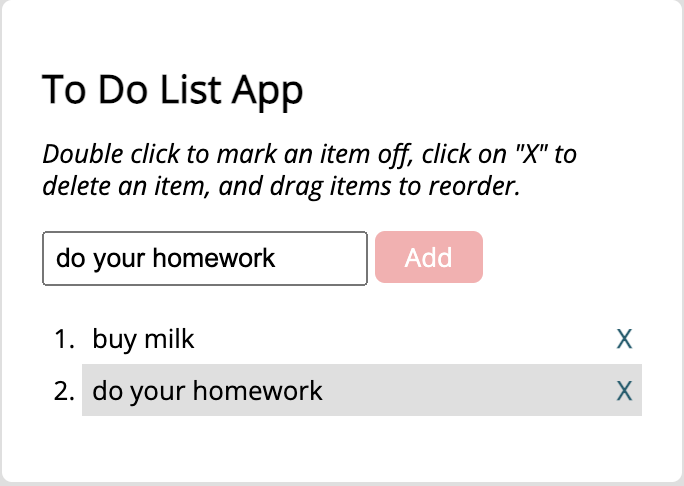 To Do List App
Double click to mark an item off, click on "X" to
delete an item, and drag items to reorder.
do your homework Add
1. buy milk X
2. do your homework X